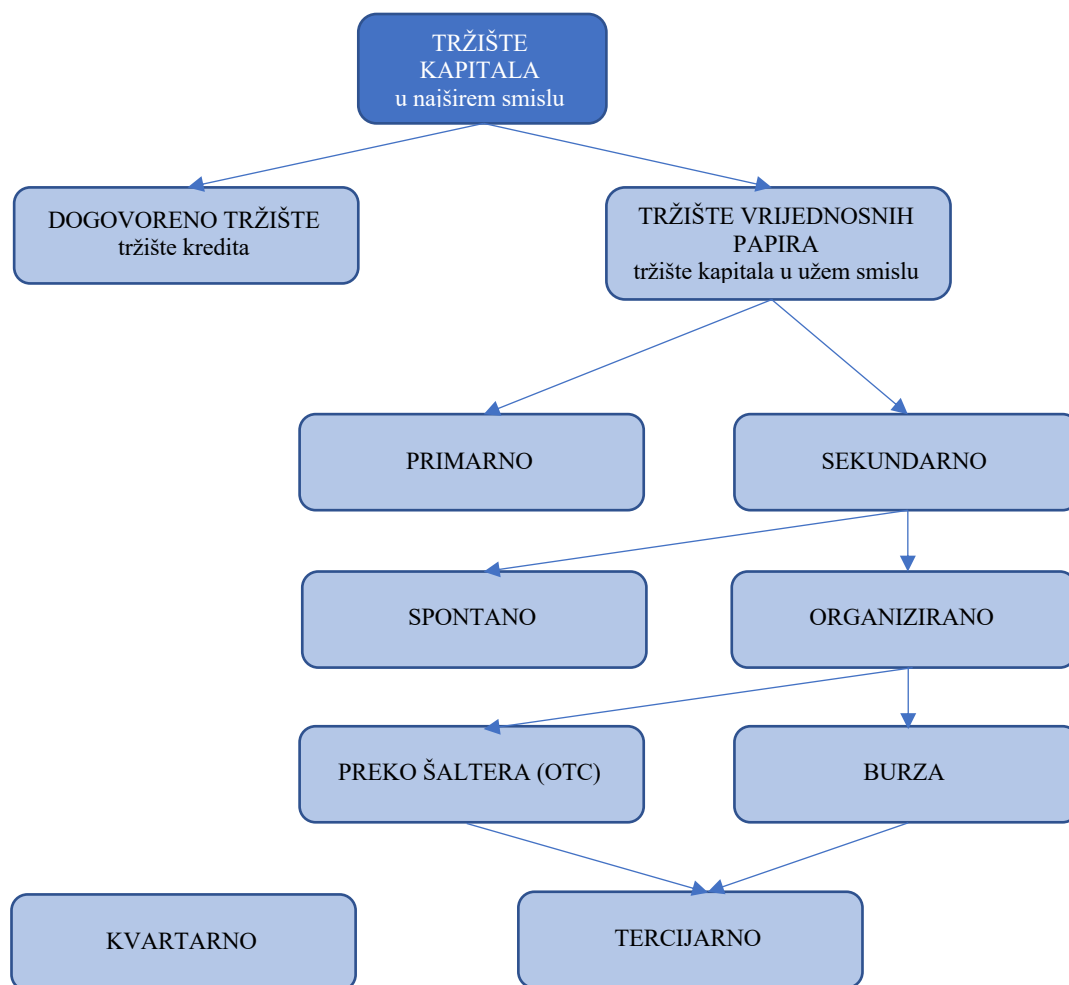 TRŽIŠTE
KAPITALA
u najširem smislu
DOGOVORENO TRŽIŠTE
tržište kredita
TRŽIŠTE VRIJEDNOSNIH
PAPIRA
tržište kapitala u užem smislu
PRIMARNO
SEKUNDARNO
SPONTANO
ORGANIZIRANO
PREKO ŠALTERA (OTC)
BURZA
KVARTARNO
TERCIJARNO